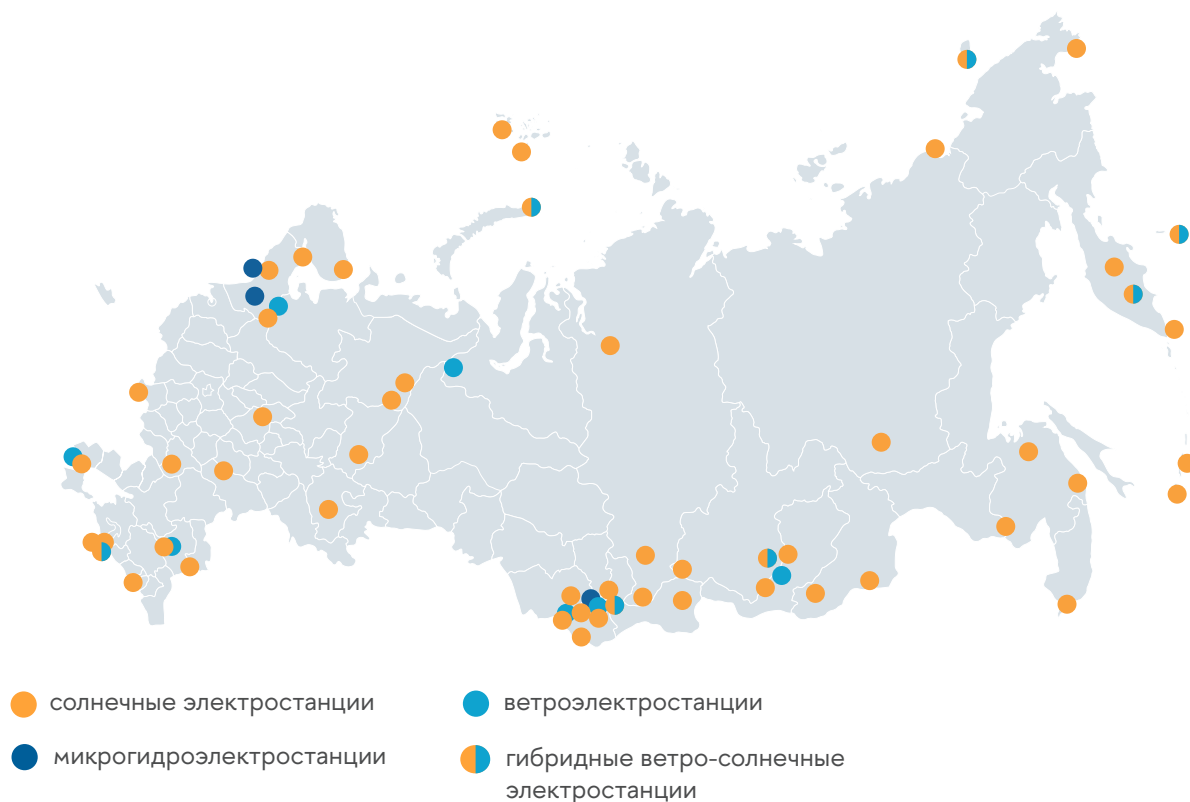 солнечные электростанции
ветроэлектростанции
микрогидроэлектростанции
гибридные ветро-солнечные
электростанции